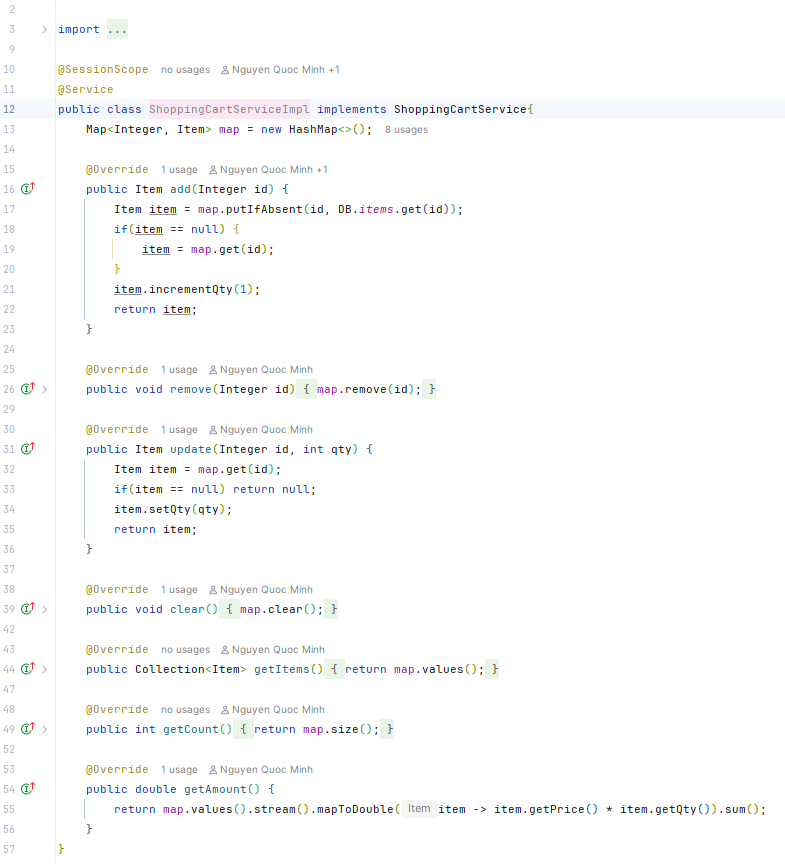 2
3 import ...
9
10 @SessionScope no usages Nguyen Quoc Minh +1
11 @Service
12 public class ShoppingCartServiceImpl implements ShoppingCartService{
13 Map<Integer, Item> map = new HashMap<>(); 8 usages
14
15 @Override 1 usage Nguyen Quoc Minh +1
16 public Item add(Integer id) {
17 Item item = map.putIfAbsent(id, DB.items.get(id));
18 if(item == null) {
19 item = map.get(id);
20 }
21 item.incrementQty(1);
22 return item;
23 }
24
25 @Override 1 usage Nguyen Quoc Minh
26 public void remove(Integer id) { map.remove(id); }
29
30 @Override 1 usage Nguyen Quoc Minh
31 public Item update(Integer id, int qty) {
32 Item item = map.get(id);
33 if(item == null) return null;
34 item.setQty(qty);
35 return item;
36 }
37
38 @Override 1 usage Nguyen Quoc Minh
39 public void clear() { map.clear(); }
42
43 @Override no usages Nguyen Quoc Minh
44 public Collection<Item> getItems() { return map.values(); }
47
48 @Override no usages Nguyen Quoc Minh
49 public int getCount() { return map.size(); }
52
53 @Override 1 usage Nguyen Quoc Minh
54 public double getAmount() {
55 return map.values().stream().mapToDouble( Item item -> item.getPrice() * item.getQty()).sum();
56 }
57 }